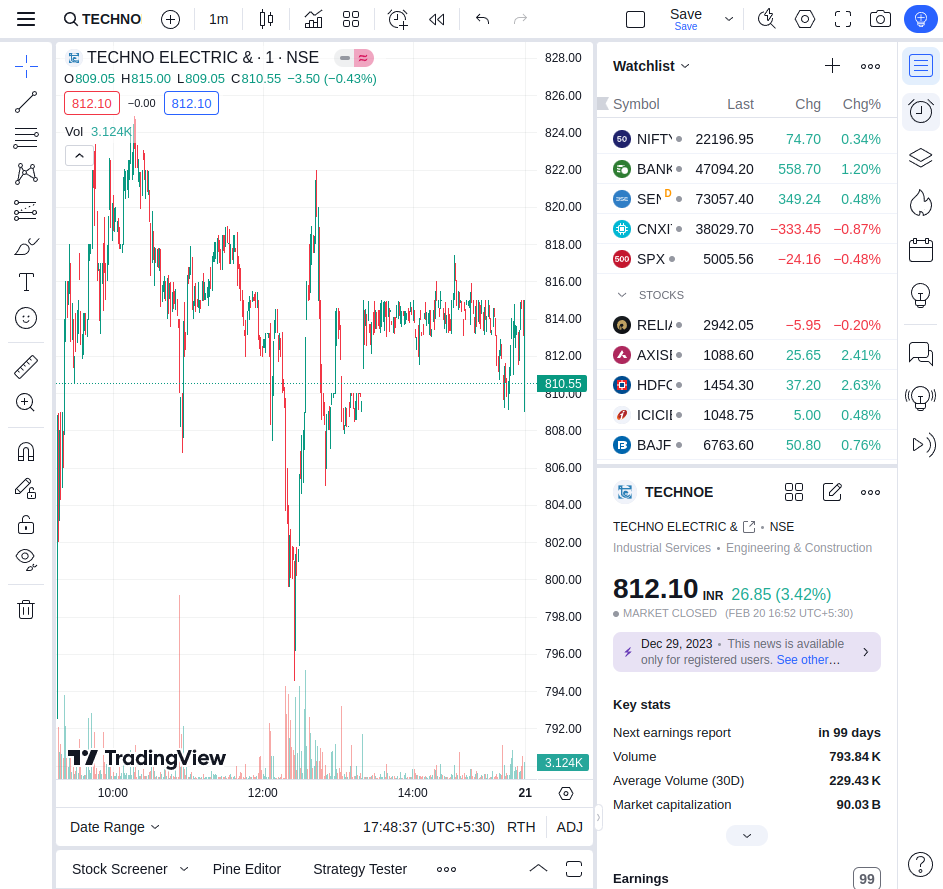 TECHNO
1m
Save
Save
TECHNO ELECTRIC & · 1 · NSE
O809.05 H815.00 L809.05 C810.55 −3.50 (−0.43%)
812.10 −0.00 812.10
Vol 3.124K
828.00
826.00
824.00
822.00
820.00
818.00
816.00
814.00
812.00
810.55
810.00
808.00
806.00
804.00
802.00
800.00
798.00
796.00
794.00
792.00
3.124K
TradingView
10:00 12:00 14:00 21
Date Range 17:48:37 (UTC+5:30) RTH ADJ
Stock Screener Pine Editor Strategy Tester
Watchlist
Symbol Last Chg Chg%
50 NIFTY 22196.95 74.70 0.34%
BANK 47094.20 558.70 1.20%
BSE SEN D 73057.40 349.24 0.48%
CNXI 38029.70 −333.45 −0.87%
500 SPX 5005.56 −24.16 −0.48%
STOCKS
RELIA 2942.05 −5.95 −0.20%
AXISE 1088.60 25.65 2.41%
HDFC 1454.30 37.20 2.63%
ICICIE 1048.75 5.00 0.48%
BAJF 6763.60 50.80 0.76%
TECHNOE
TECHNO ELECTRIC & • NSE
Industrial Services • Engineering & Construction
812.10 INR 26.85 (3.42%)
MARKET CLOSED (FEB 20 16:52 UTC+5:30)
Dec 29, 2023 • This news is available
only for registered users. See other…
Key stats
Next earnings report in 99 days
Volume 793.84 K
Average Volume (30D) 229.43 K
Market capitalization 90.03 B
Earnings 99